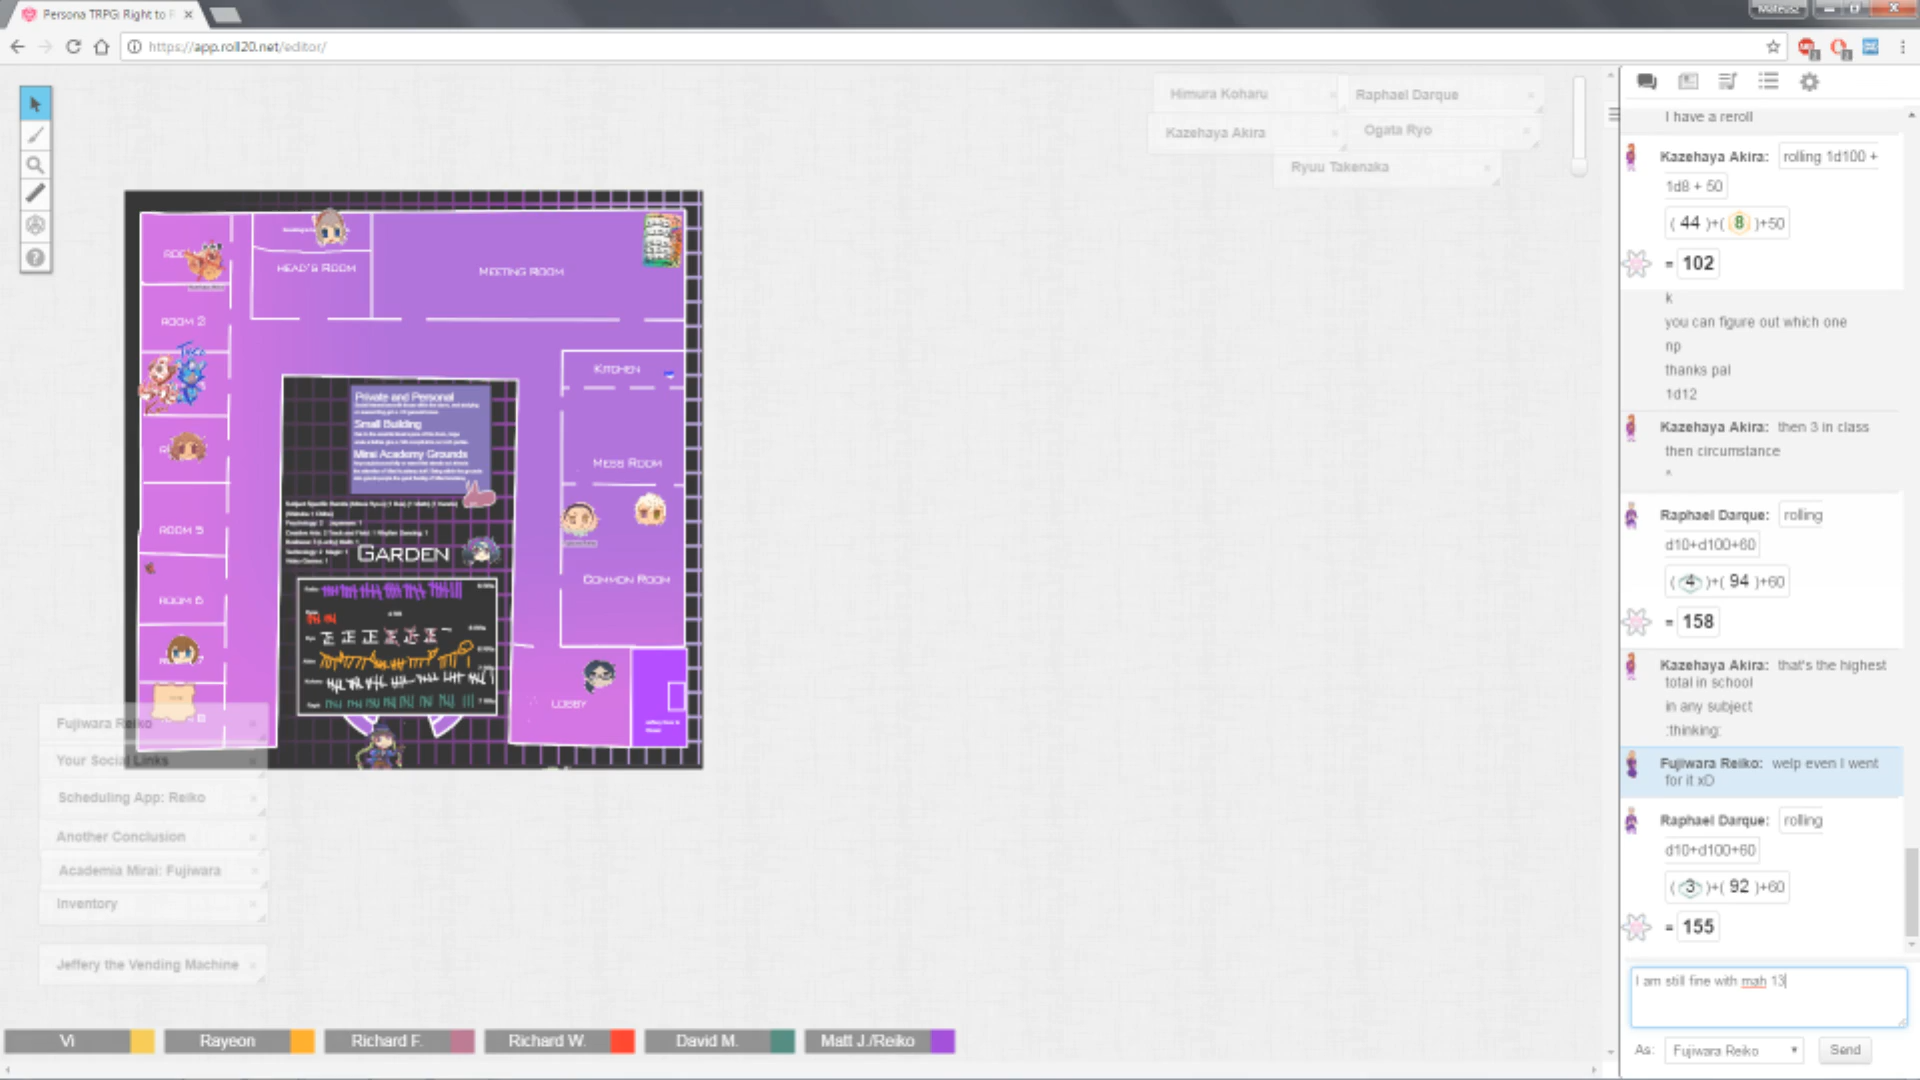 Persona TRPG: Right to R
Mateusz
https://app.roll20.net/editor/
Himura Koharu
Raphael Darque
Kazehaya Akira
Ogata Ryo
Ryuu Takenaka
HEAD'S ROOM
MEETING ROOM
ROOM 2
KITCHEN
Private and Personal
Small Building
Mirai Academy Grounds
MESS ROOM
ROOM 5
GARDEN
COMMON ROOM
ROOM 6
LOBBY
Fujiwara Reiko
Your Social Links
Scheduling App: Reiko
Another Conclusion
Academia Mirai: Fujiwara
Inventory
Jeffery the Vending Machine
Vi
Rayeon
Richard F.
Richard W.
David M.
Matt J./Reiko
I have a reroll
Kazehaya Akira: rolling 1d100 +
1d8 + 50
( 44 )+( 8 )+50
= 102
k
you can figure out which one
np
thanks pal
1d12
Kazehaya Akira: then 3 in class
then circumstance
^
Raphael Darque: rolling
d10+d100+60
( 4 )+( 94 )+60
= 158
Kazehaya Akira: that's the highest
total in school
in any subject
:thinking:
Fujiwara Reiko: welp even I went
for it xD
Raphael Darque: rolling
d10+d100+60
( 3 )+( 92 )+60
= 155
I am still fine with mah 13
As: Fujiwara Reiko
Send